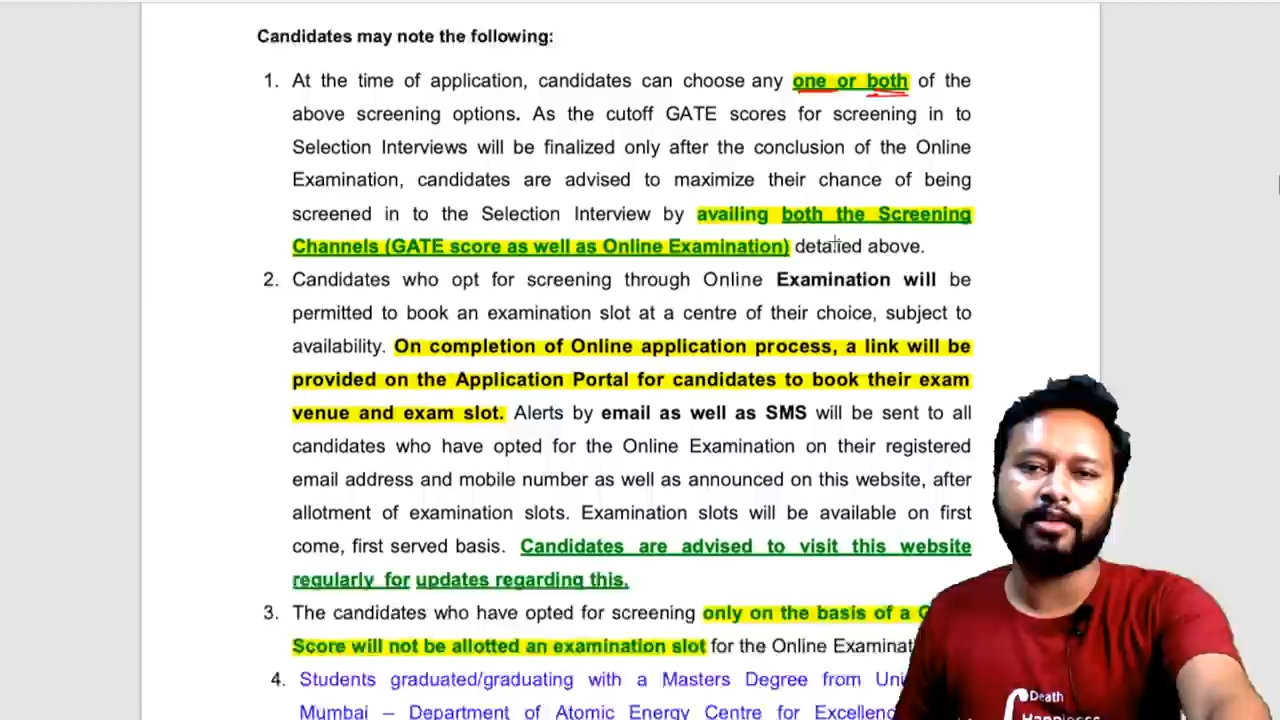 Candidates may note the following:
1. At the time of application, candidates can choose any one or both of the
above screening options. As the cutoff GATE scores for screening in to
Selection Interviews will be finalized only after the conclusion of the Online
Examination, candidates are advised to maximize their chance of being
screened in to the Selection Interview by availing both the Screening
Channels (GATE score as well as Online Examination) detailed above.
2. Candidates who opt for screening through Online Examination will be
permitted to book an examination slot at a centre of their choice, subject to
availability. On completion of Online application process, a link will be
provided on the Application Portal for candidates to book their exam
venue and exam slot. Alerts by email as well as SMS will be sent to all
candidates who have opted for the Online Examination on their registered
email address and mobile number as well as announced on this website, after
allotment of examination slots. Examination slots will be available on first
come, first served basis. Candidates are advised to visit this website
regularly for updates regarding this.
3. The candidates who have opted for screening only on the basis of a
Score will not be allotted an examination slot for the Online
4. Students graduated/graduating with a Masters Degree from
Mumbai – Department of Atomic Energy Centre for
Death
Happiness